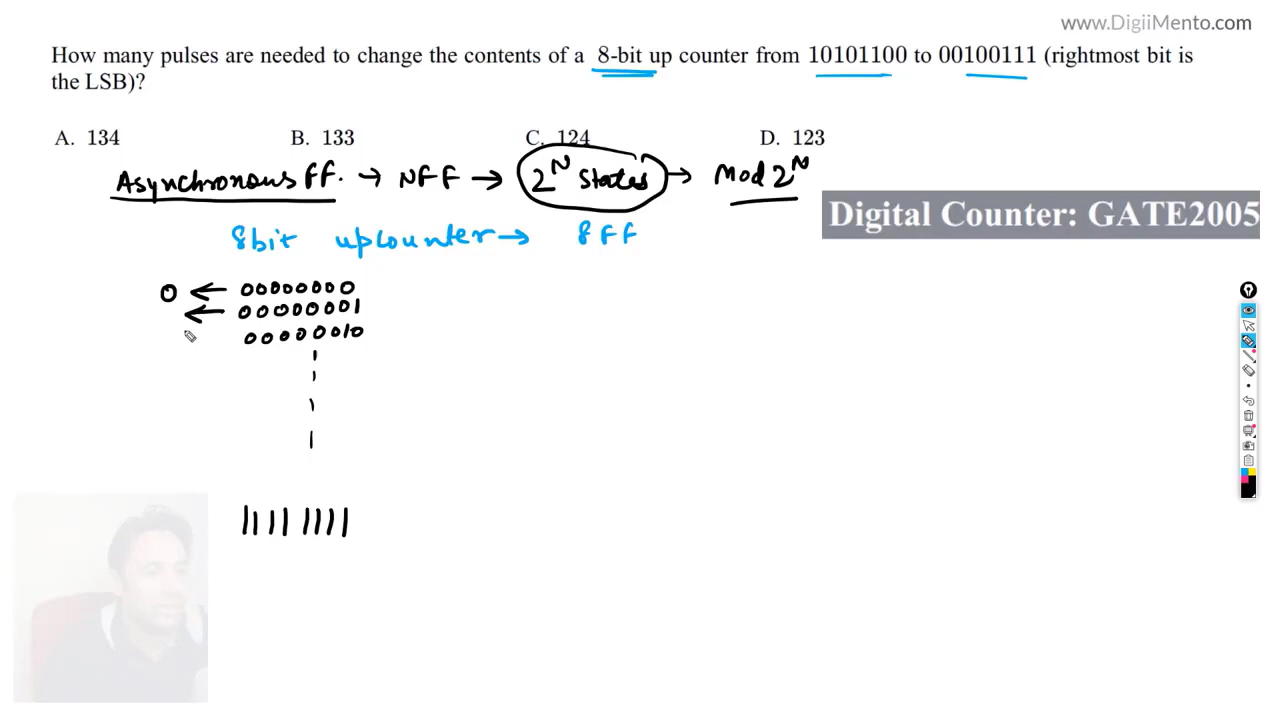 www.DigiiMento.com
How many pulses are needed to change the contents of a 8-bit up counter from 10101100 to 00100111 (rightmost bit is
the LSB)?
A. 134 B. 133 C. 124 D. 123
Asynchronous FF. → NFF → 2^N States → Mod 2^N
Digital Counter: GATE2005
8bit upcounter → 8 FF
0 ← 00000000
← 00000001
00000010
11111111